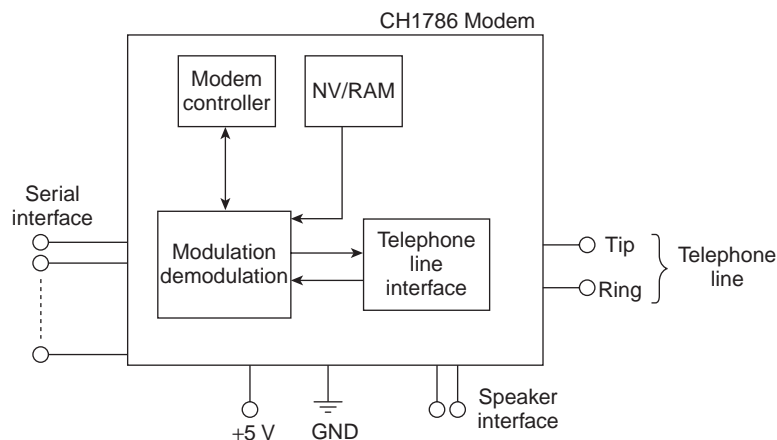 CH1786 Modem
Modem
controller
NV/RAM
Serial
interface
Modulation
demodulation
Telephone
line
interface
Tip
Ring
Telephone
line
+5 V
GND
Speaker
interface